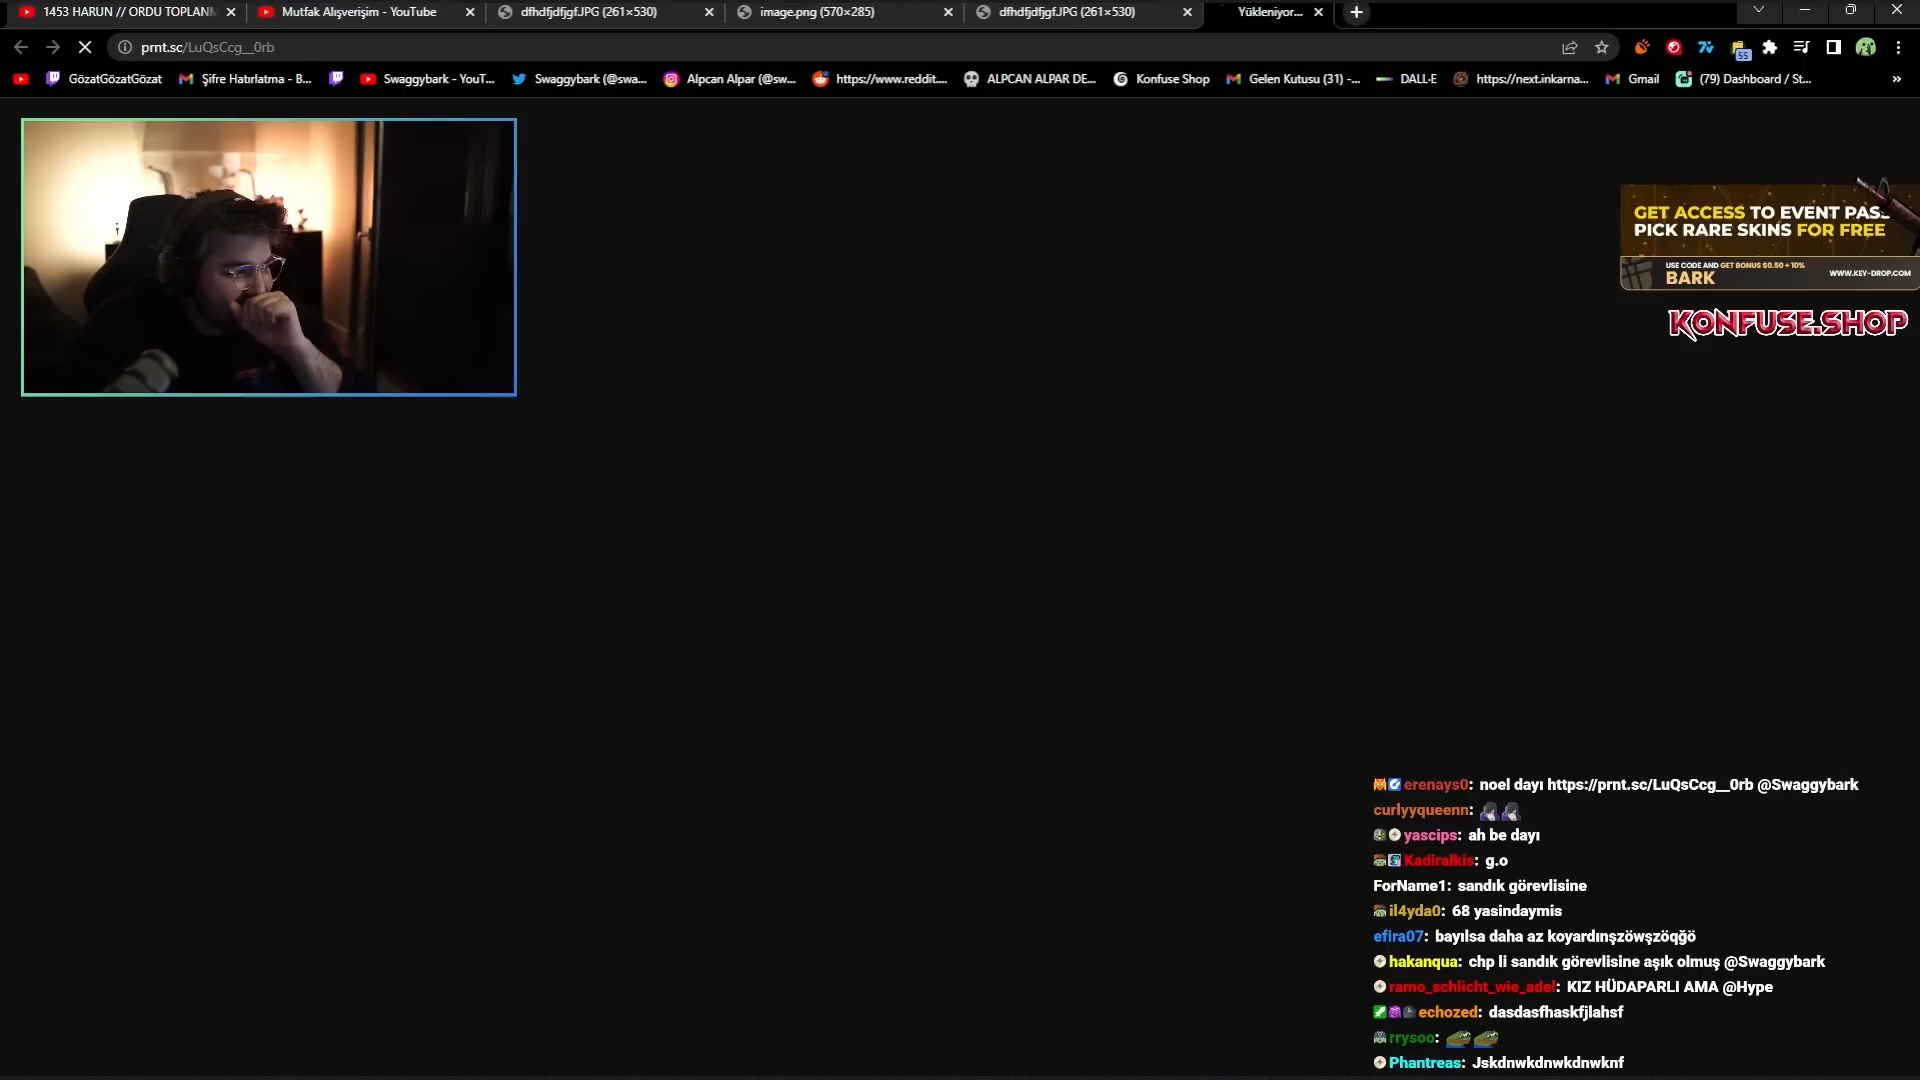 1453 HARUN // ORDU TOPLANM
Mutfak Alışverişim - YouTube
dfhdfjdfjgf.JPG (261×530)
image.png (570×285)
dfhdfjdfjgf.JPG (261×530)
Yükleniyor...
prnt.sc/LuQsCcg__0rb
55
GözatGözatGözat
Şifre Hatırlatma - B...
Swaggybark - YouT...
Swaggybark (@swa...
Alpcan Alpar (@sw...
https://www.reddit....
ALPCAN ALPAR DE...
Konfuse Shop
Gelen Kutusu (31) -...
DALL·E
https://next.inkarna...
Gmail
(79) Dashboard / St...
GET ACCESS TO EVENT PASS
PICK RARE SKINS FOR FREE
USE CODE AND GET BONUS $0.50 + 10%
BARK
WWW.KEY-DROP.COM
KONFUSE.SHOP
erenays0: noel dayı https://prnt.sc/LuQsCcg__0rb @Swaggybark
curlyyqueenn:
yascips: ah be dayı
Kadiralkis: g.o
ForName1: sandık görevlisine
il4yda0: 68 yasindaymis
efira07: bayılsa daha az koyardınşzöwşzöqğö
hakanqua: chp li sandık görevlisine aşık olmuş @Swaggybark
ramo_schlicht_wie_adel: KIZ HÜDAPARLI AMA @Hype
echozed: dasdasfhaskfjlahsf
rrysoo:
Phantreas: Jskdnwkdnwkdnwknf